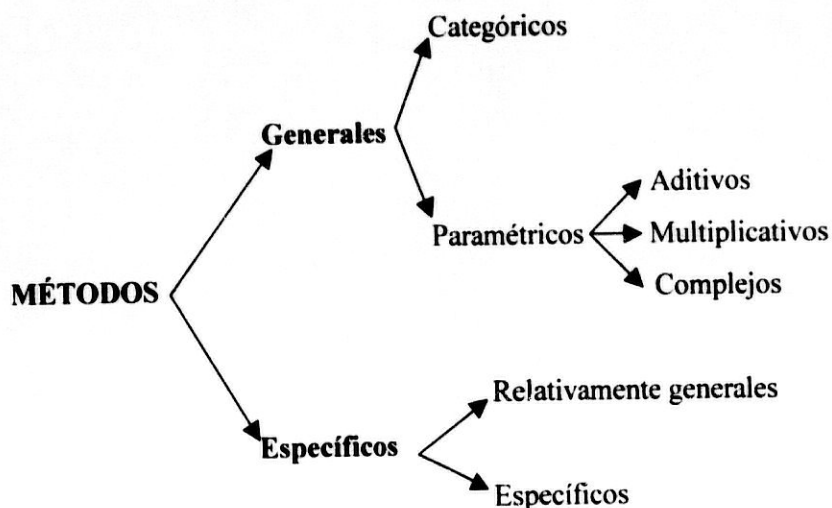 Categóricos
Generales
Aditivos
Paramétricos
Multiplicativos
Complejos
MÉTODOS
Relativamente generales
Específicos
Específicos